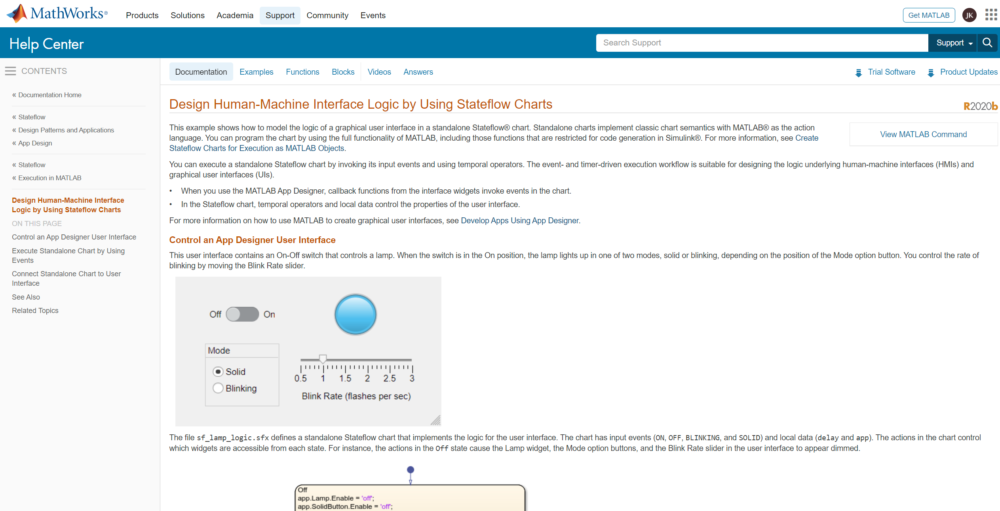 MathWorks®
Products Solutions Academia Support Community Events
Get MATLAB JK
Help Center
Search Support
Support
CONTENTS
« Documentation Home
« Stateflow
« Design Patterns and Applications
« App Design
« Stateflow
« Execution in MATLAB
Design Human-Machine Interface
Logic by Using Stateflow Charts
ON THIS PAGE
Control an App Designer User Interface
Execute Standalone Chart by Using
Events
Connect Standalone Chart to User
Interface
See Also
Related Topics
Documentation Examples Functions Blocks Videos Answers
Trial Software Product Updates
Design Human-Machine Interface Logic by Using Stateflow Charts
R2020b
This example shows how to model the logic of a graphical user interface in a standalone Stateflow® chart. Standalone charts implement classic chart semantics with MATLAB® as the action
language. You can program the chart by using the full functionality of MATLAB, including those functions that are restricted for code generation in Simulink®. For more information, see Create
Stateflow Charts for Execution as MATLAB Objects.
View MATLAB Command
You can execute a standalone Stateflow chart by invoking its input events and using temporal operators. The event- and timer-driven execution workflow is suitable for designing the logic underlying human-machine interfaces (HMIs) and
graphical user interfaces (UIs).
• When you use the MATLAB App Designer, callback functions from the interface widgets invoke events in the chart.
• In the Stateflow chart, temporal operators and local data control the properties of the user interface.
For more information on how to use MATLAB to create graphical user interfaces, see Develop Apps Using App Designer.
Control an App Designer User Interface
This user interface contains an On-Off switch that controls a lamp. When the switch is in the On position, the lamp lights up in one of two modes, solid or blinking, depending on the position of the Mode option button. You control the rate of
blinking by moving the Blink Rate slider.
Off On
Mode
Solid
Blinking
0.5 1 1.5 2 2.5 3
Blink Rate (flashes per sec)
The file sf_lamp_logic.sfx defines a standalone Stateflow chart that implements the logic for the user interface. The chart has input events (ON, OFF, BLINKING, and SOLID) and local data (delay and app). The actions in the chart control
which widgets are accessible from each state. For instance, the actions in the Off state cause the Lamp widget, the Mode option buttons, and the Blink Rate slider in the user interface to appear dimmed.
Off
app.Lamp.Enable = 'off';
app.SolidButton.Enable = 'off';